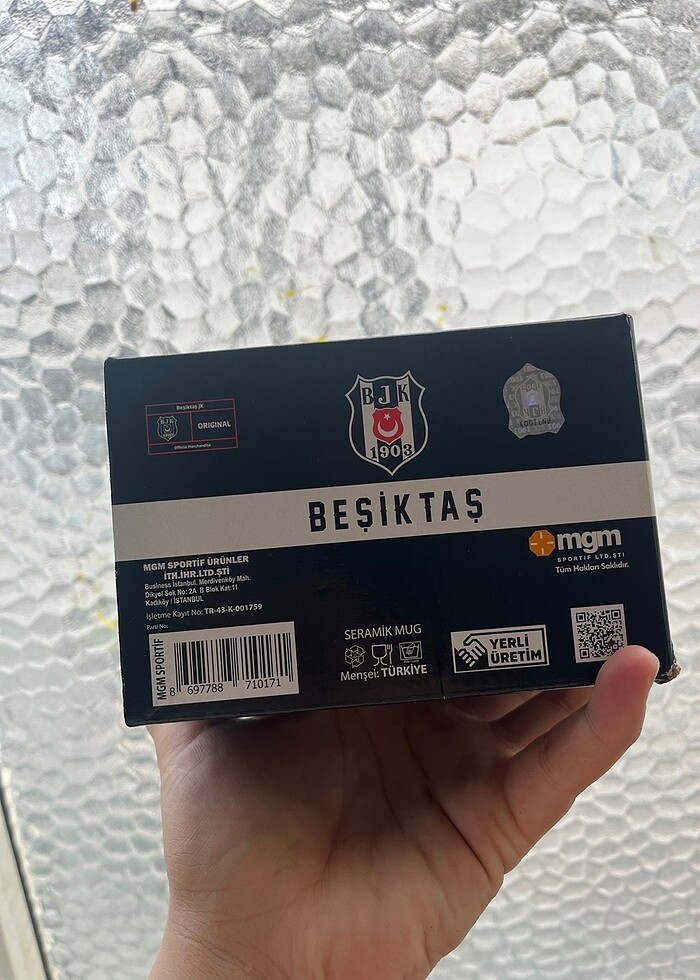 Beşiktaş JK
BJK
ORIGINAL
Official Merchandise
BJK
1903
BEŞİKTAŞ
MGM SPORTİF ÜRÜNLER
İTH.İHR.LTD.ŞTİ
Business İstanbul. Merdivenköy Mah.
Dikyol Sok No: 2A B Blok Kat:11
Kadıköy / İSTANBUL
İşletme Kayıt No: TR-43-K-001759
Parti No:
MGM SPORTİF
8 697788 710171
SERAMİK MUG
Menşei: TÜRKİYE
mgm
SPORTİF LTD.ŞTİ
Tüm Hakları Saklıdır.
YERLİ
ÜRETİM